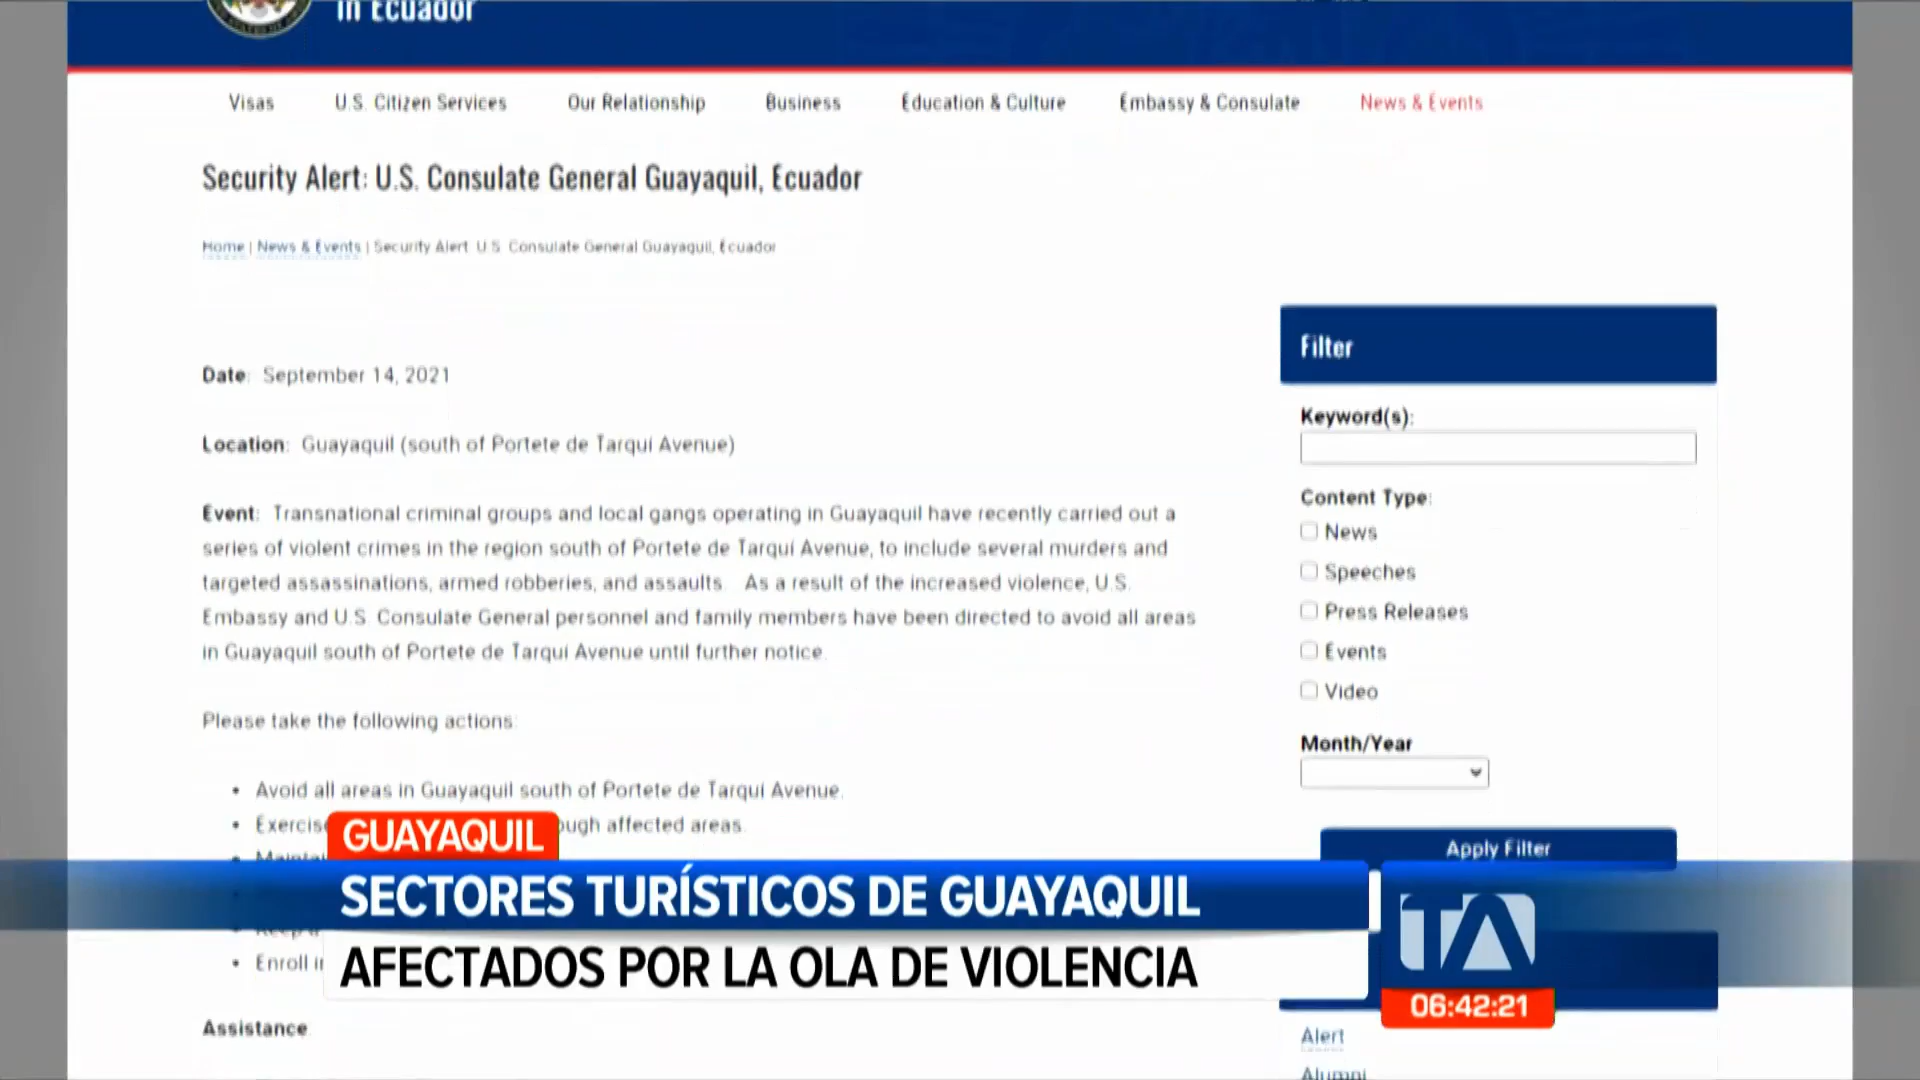 in Ecuador
Visas U.S. Citizen Services Our Relationship Business Education & Culture Embassy & Consulate News & Events
Security Alert: U.S. Consulate General Guayaquil, Ecuador
Home | News & Events | Security Alert: U.S. Consulate General Guayaquil, Ecuador
Date: September 14, 2021
Location: Guayaquil (south of Portete de Tarqui Avenue)
Event: Transnational criminal groups and local gangs operating in Guayaquil have recently carried out a
series of violent crimes in the region south of Portete de Tarqui Avenue, to include several murders and
targeted assassinations, armed robberies, and assaults. As a result of the increased violence, U.S.
Embassy and U.S. Consulate General personnel and family members have been directed to avoid all areas
in Guayaquil south of Portete de Tarqui Avenue until further notice.
Please take the following actions:
• Avoid all areas in Guayaquil south of Portete de Tarqui Avenue.
• affected areas.
• Enroll
Assistance
Filter
Keyword(s):
Content Type:
News
Speeches
Press Releases
Events
Video
Month/Year
Apply Filter
Alert
Alumni
GUAYAQUIL
SECTORES TURÍSTICOS DE GUAYAQUIL
AFECTADOS POR LA OLA DE VIOLENCIA
TA
06:42:21